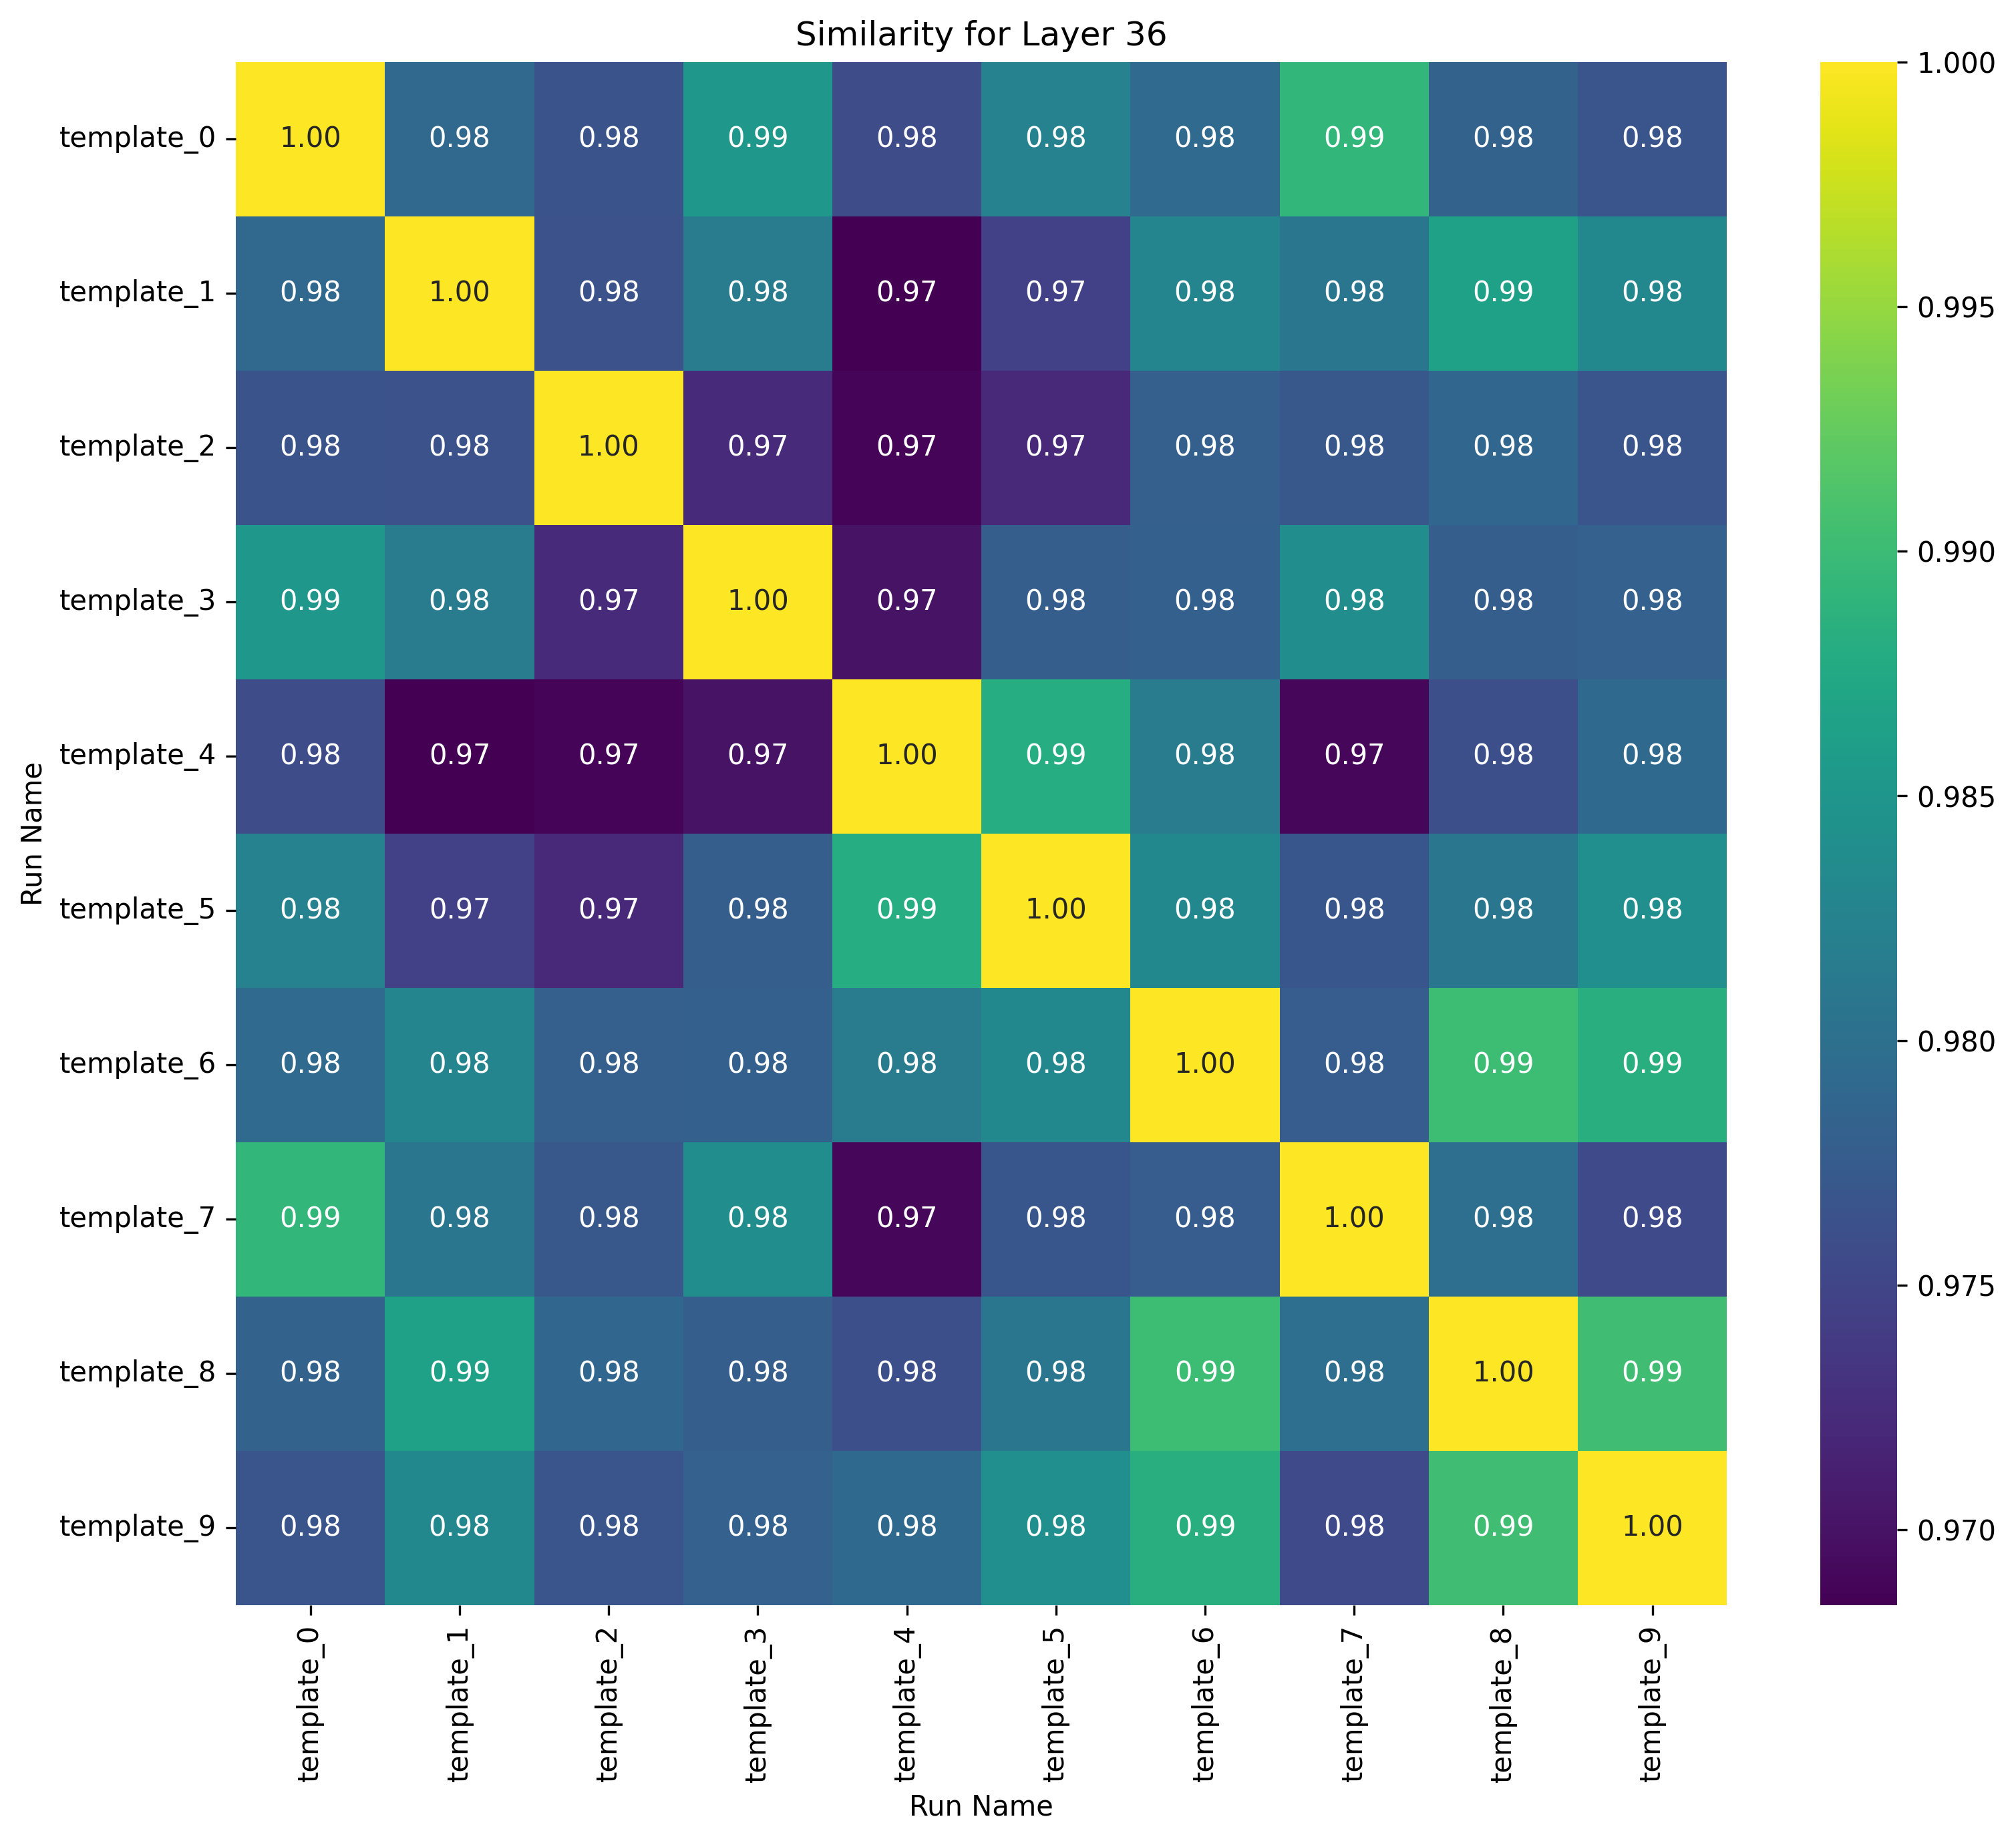 Similarity for Layer 36
template_0 1.00 0.98 0.98 0.99 0.98 0.98 0.98 0.99 0.98 0.98
template_1 0.98 1.00 0.98 0.98 0.97 0.97 0.98 0.98 0.99 0.98
template_2 0.98 0.98 1.00 0.97 0.97 0.97 0.98 0.98 0.98 0.98
template_3 0.99 0.98 0.97 1.00 0.97 0.98 0.98 0.98 0.98 0.98
template_4 0.98 0.97 0.97 0.97 1.00 0.99 0.98 0.97 0.98 0.98
template_5 0.98 0.97 0.97 0.98 0.99 1.00 0.98 0.98 0.98 0.98
template_6 0.98 0.98 0.98 0.98 0.98 0.98 1.00 0.98 0.99 0.99
template_7 0.99 0.98 0.98 0.98 0.97 0.98 0.98 1.00 0.98 0.98
template_8 0.98 0.99 0.98 0.98 0.98 0.98 0.99 0.98 1.00 0.99
template_9 0.98 0.98 0.98 0.98 0.98 0.98 0.99 0.98 0.99 1.00
Run Name
template_0 template_1 template_2 template_3 template_4 template_5 template_6 template_7 template_8 template_9
Run Name
1.000
0.995
0.990
0.985
0.980
0.975
0.970